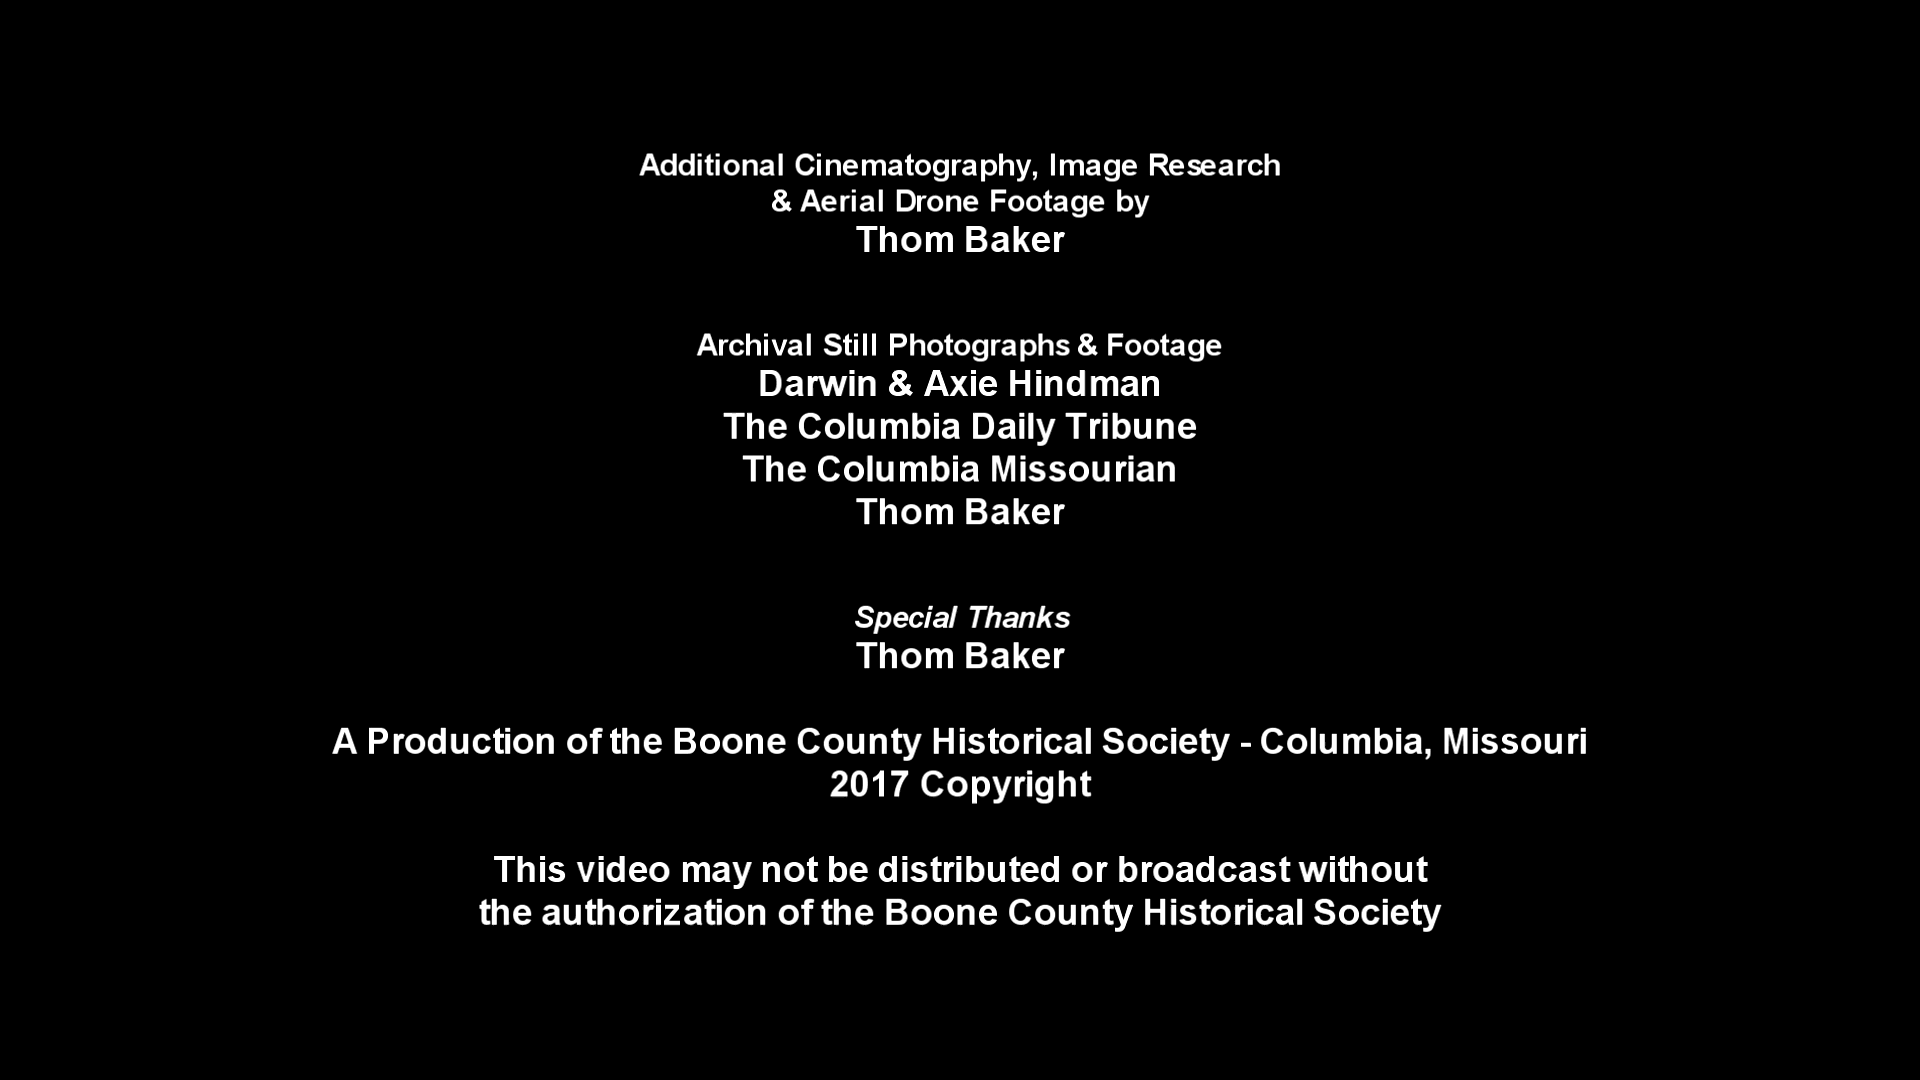 Additional Cinematography, Image Research
& Aerial Drone Footage by
Thom Baker
Archival Still Photographs & Footage
Darwin & Axie Hindman
The Columbia Daily Tribune
The Columbia Missourian
Thom Baker
Special Thanks
Thom Baker
A Production of the Boone County Historical Society - Columbia, Missouri
2017 Copyright
This video may not be distributed or broadcast without
the authorization of the Boone County Historical Society